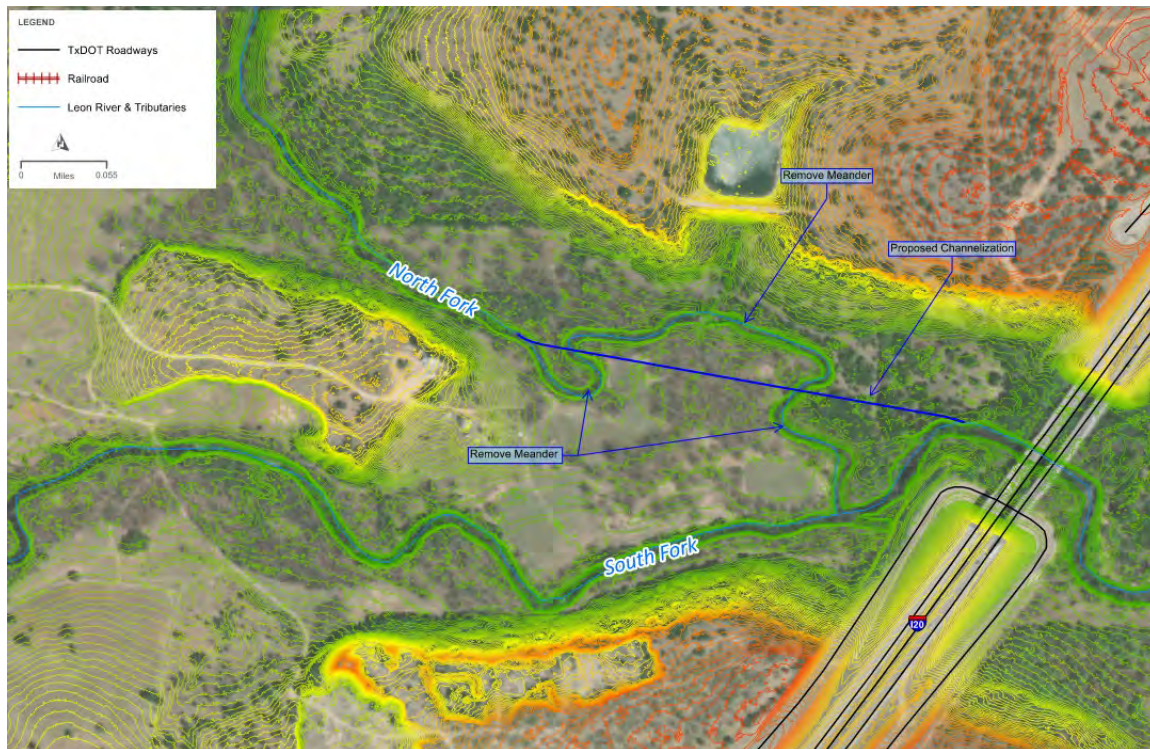 LEGEND
TxDOT Roadways
Railroad
Leon River & Tributaries
0 Miles 0.055
Remove Meander
Proposed Channelization
North Fork
Remove Meander
South Fork
I20